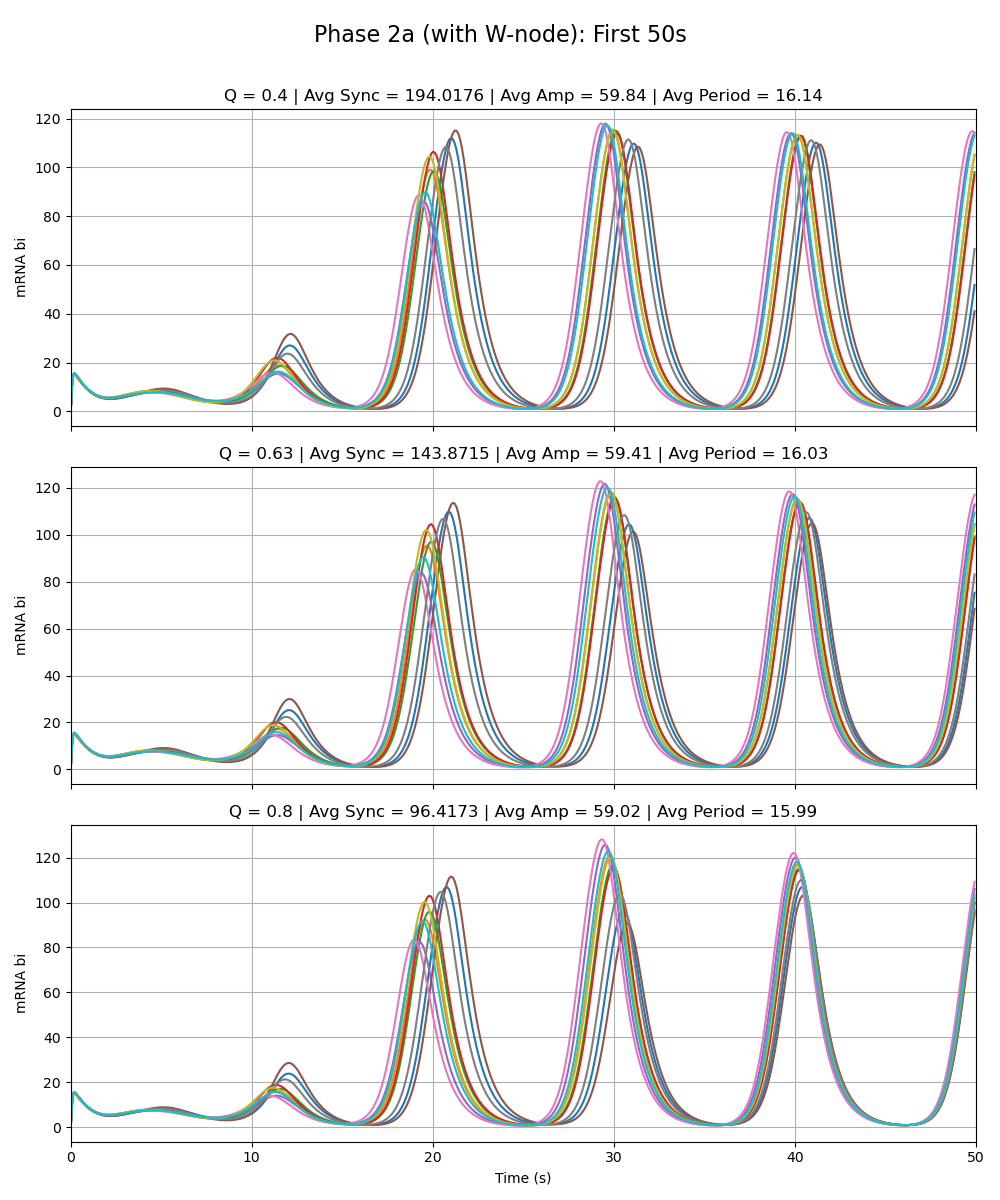 Phase 2a (with W-node): First 50s
Q = 0.4 | Avg Sync = 194.0176 | Avg Amp = 59.84 | Avg Period = 16.14
120
100
80
60
40
20
0
mRNA bi
Q = 0.63 | Avg Sync = 143.8715 | Avg Amp = 59.41 | Avg Period = 16.03
120
100
80
60
40
20
0
mRNA bi
Q = 0.8 | Avg Sync = 96.4173 | Avg Amp = 59.02 | Avg Period = 15.99
120
100
80
60
40
20
0
mRNA bi
0 10 20 30 40 50
Time (s)